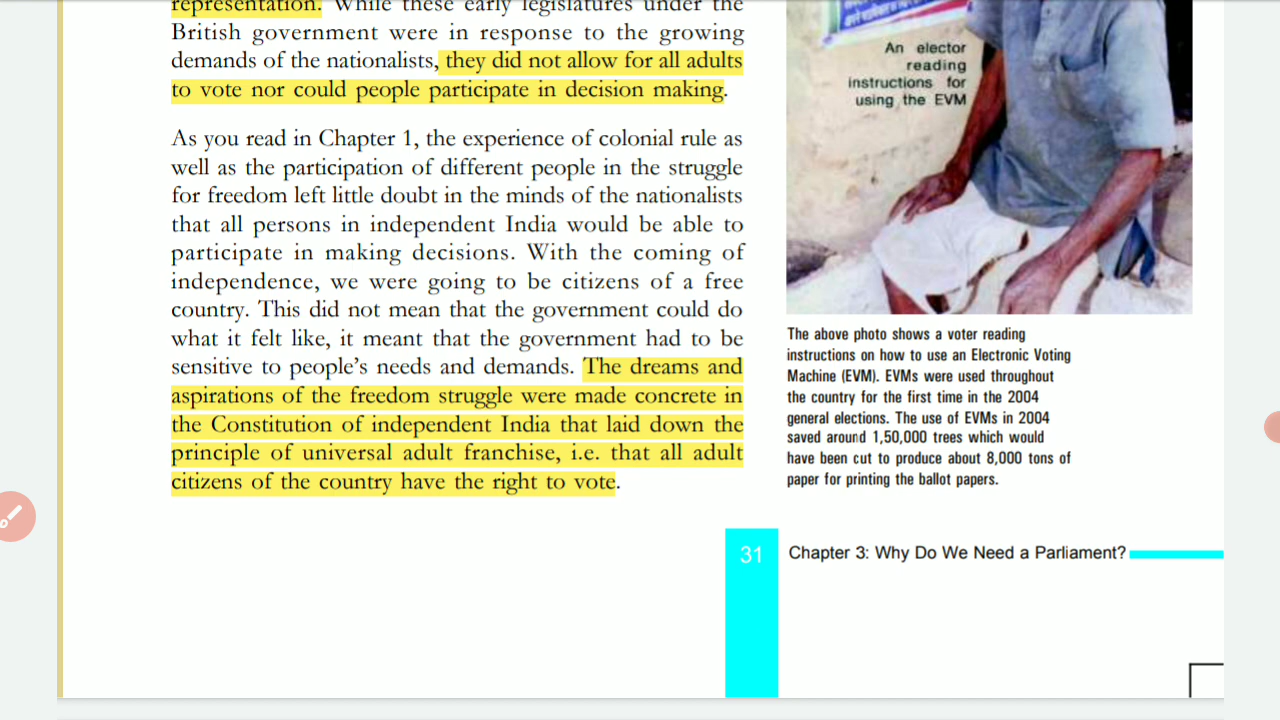 representation. While these early legislatures under the
British government were in response to the growing
demands of the nationalists, they did not allow for all adults
to vote nor could people participate in decision making.
As you read in Chapter 1, the experience of colonial rule as
well as the participation of different people in the struggle
for freedom left little doubt in the minds of the nationalists
that all persons in independent India would be able to
participate in making decisions. With the coming of
independence, we were going to be citizens of a free
country. This did not mean that the government could do
what it felt like, it meant that the government had to be
sensitive to people's needs and demands. The dreams and
aspirations of the freedom struggle were made concrete in
the Constitution of independent India that laid down the
principle of universal adult franchise, i.e. that all adult
citizens of the country have the right to vote.
An elector
reading
instructions for
using the EVM
The above photo shows a voter reading
instructions on how to use an Electronic Voting
Machine (EVM). EVMs were used throughout
the country for the first time in the 2004
general elections. The use of EVMs in 2004
saved around 1,50,000 trees which would
have been cut to produce about 8,000 tons of
paper for printing the ballot papers.
31 Chapter 3: Why Do We Need a Parliament?